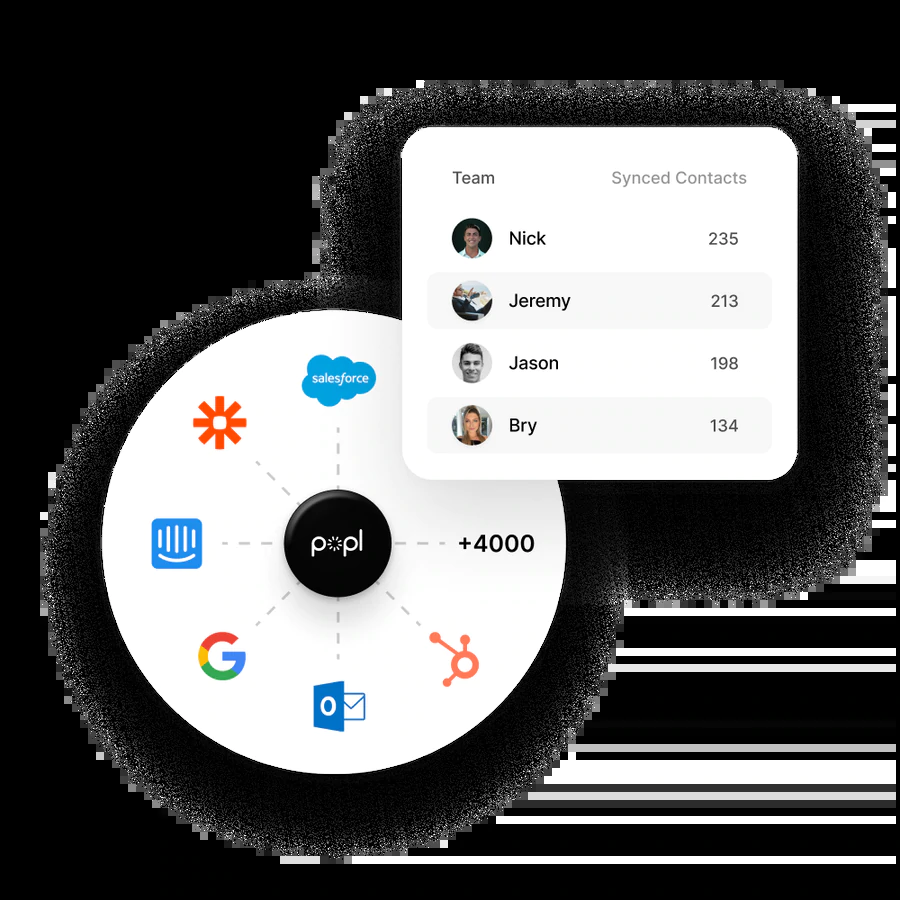 Team Synced Contacts
Nick 235
Jeremy 213
Jason 198
Bry 134
salesforce
popl
+4000